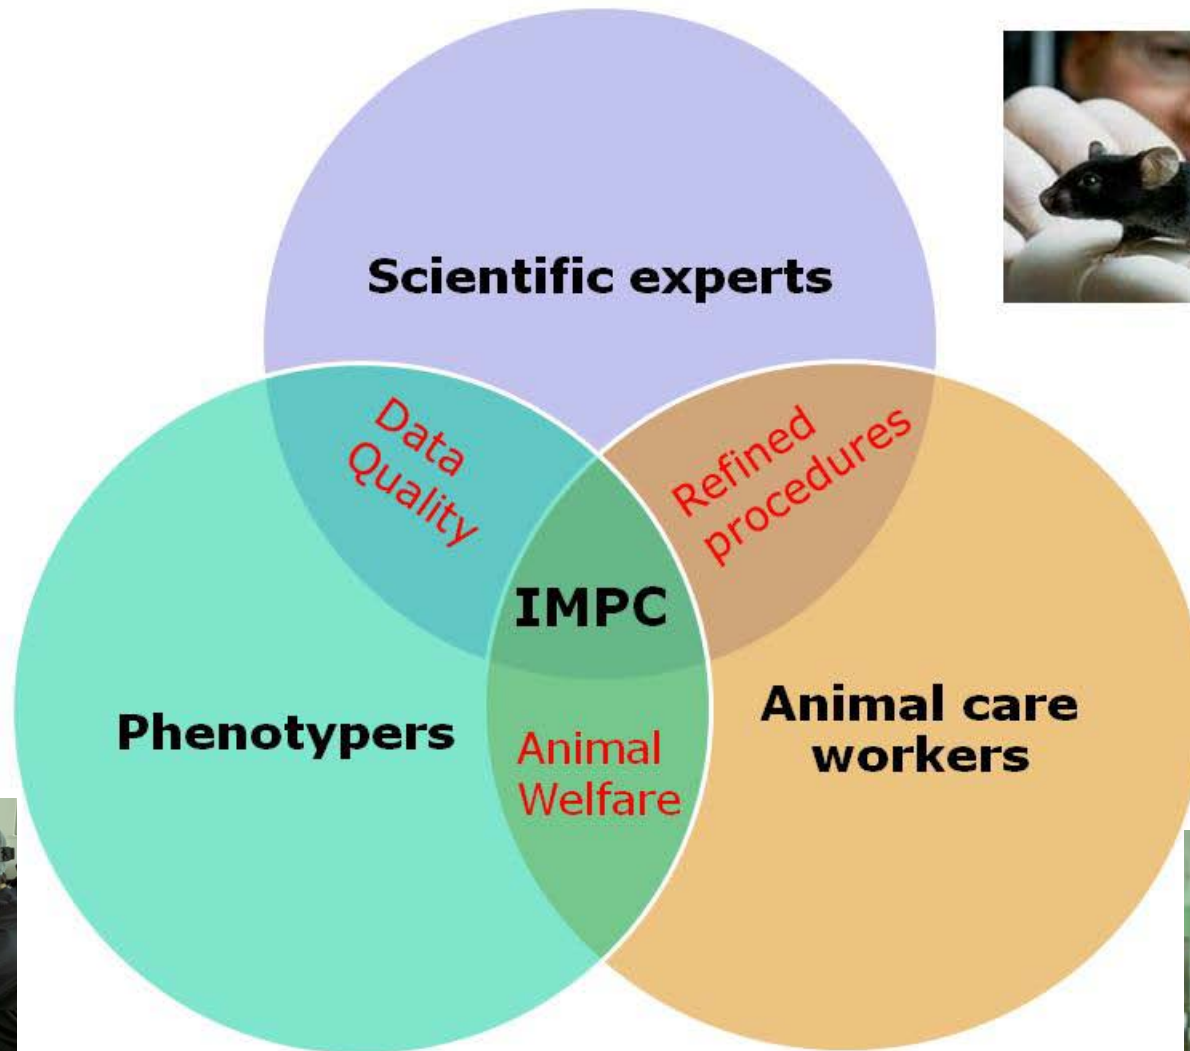 Scientific experts
Data
Quality
Refined
procedures
IMPC
Phenotypers
Animal care
workers
Animal
Welfare